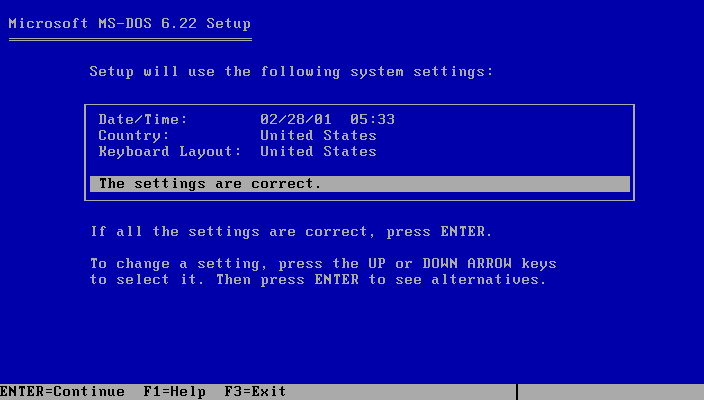 Microsoft MS-DOS 6.22 Setup
Setup will use the following system settings:
Date/Time: 02/28/01 05:33
Country: United States
Keyboard Layout: United States
The settings are correct.
If all the settings are correct, press ENTER.
To change a setting, press the UP or DOWN ARROW keys
to select it. Then press ENTER to see alternatives.
ENTER=Continue F1=Help F3=Exit